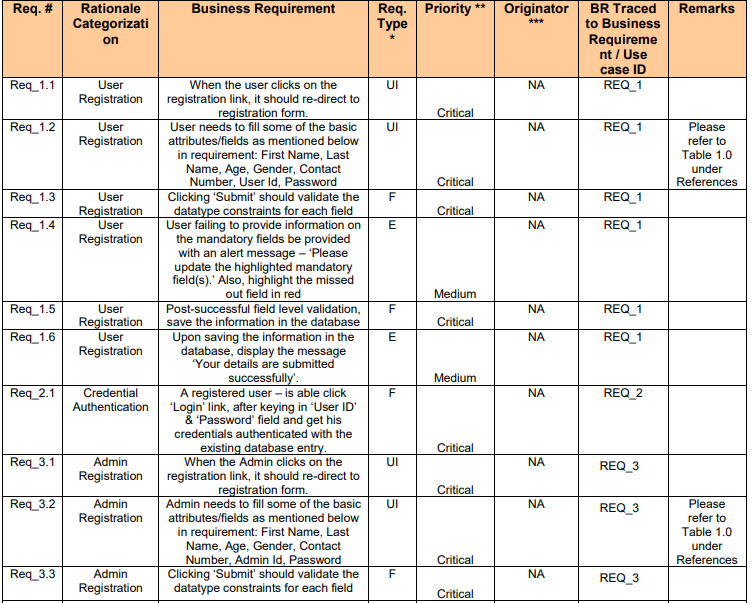 Req. # Rationale Categorizati on Business Requirement Req. Type * Priority ** Originator *** BR Traced to Business Requireme nt / Use case ID Remarks
Req_1.1 User Registration When the user clicks on the registration link, it should re-direct to registration form. UI Critical NA REQ_1
Req_1.2 User Registration User needs to fill some of the basic attributes/fields as mentioned below in requirement: First Name, Last Name, Age, Gender, Contact Number, User Id, Password UI Critical NA REQ_1 Please refer to Table 1.0 under References
Req_1.3 User Registration Clicking ‘Submit’ should validate the datatype constraints for each field F Critical NA REQ_1
Req_1.4 User Registration User failing to provide information on the mandatory fields be provided with an alert message – ‘Please update the highlighted mandatory field(s).’ Also, highlight the missed out field in red E Medium NA REQ_1
Req_1.5 User Registration Post-successful field level validation, save the information in the database F Critical NA REQ_1
Req_1.6 User Registration Upon saving the information in the database, display the message ‘Your details are submitted successfully’. E Medium NA REQ_1
Req_2.1 Credential Authentication A registered user – is able click ‘Login’ link, after keying in ‘User ID’ & ‘Password’ field and get his credentials authenticated with the existing database entry. F Critical NA REQ_2
Req_3.1 Admin Registration When the Admin clicks on the registration link, it should re-direct to registration form. UI Critical NA REQ_3
Req_3.2 Admin Registration Admin needs to fill some of the basic attributes/fields as mentioned below in requirement: First Name, Last Name, Age, Gender, Contact Number, Admin Id, Password UI Critical NA REQ_3 Please refer to Table 1.0 under References
Req_3.3 Admin Registration Clicking ‘Submit’ should validate the datatype constraints for each field F Critical NA REQ_3